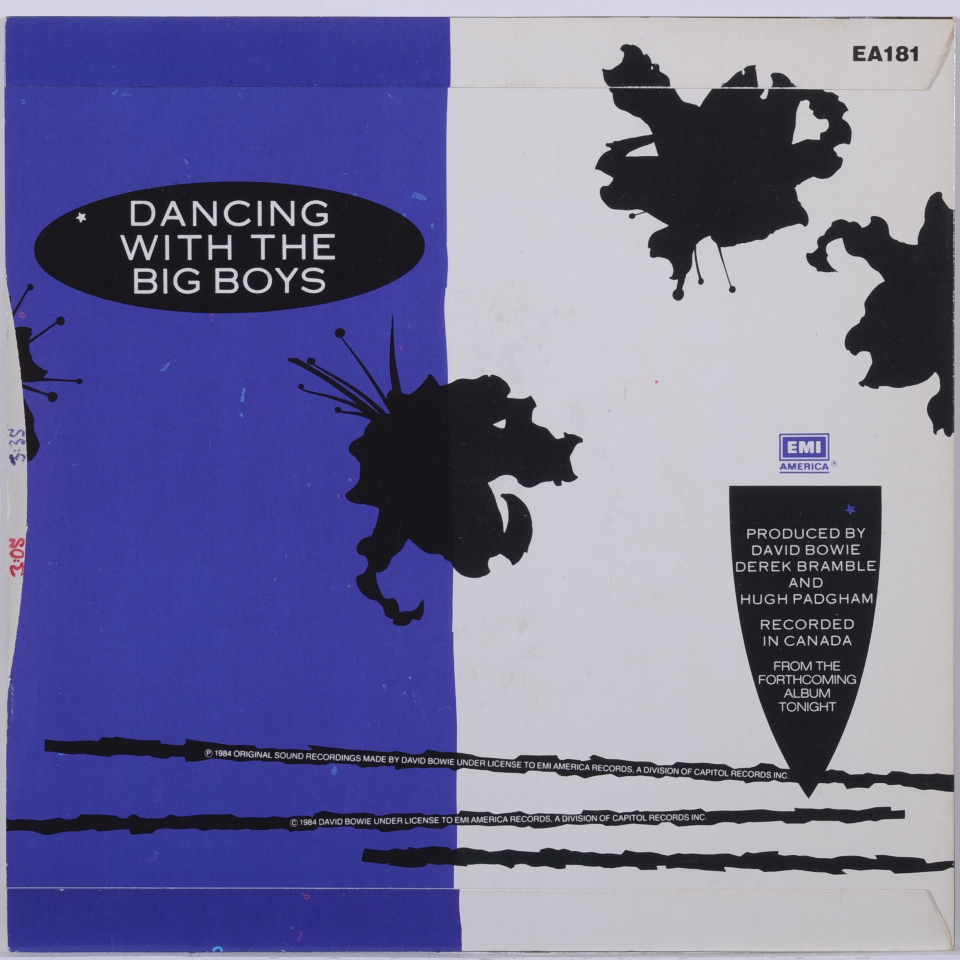 EA181
DANCING
WITH THE
BIG BOYS
3:35
3:05
EMI
AMERICA®
PRODUCED BY
DAVID BOWIE
DEREK BRAMBLE
AND
HUGH PADGHAM
RECORDED
IN CANADA
FROM THE
FORTHCOMING
ALBUM
TONIGHT
℗ 1984 ORIGINAL SOUND RECORDINGS MADE BY DAVID BOWIE UNDER LICENSE TO EMI AMERICA RECORDS, A DIVISION OF CAPITOL RECORDS INC.
© 1984 DAVID BOWIE UNDER LICENSE TO EMI AMERICA RECORDS, A DIVISION OF CAPITOL RECORDS INC.